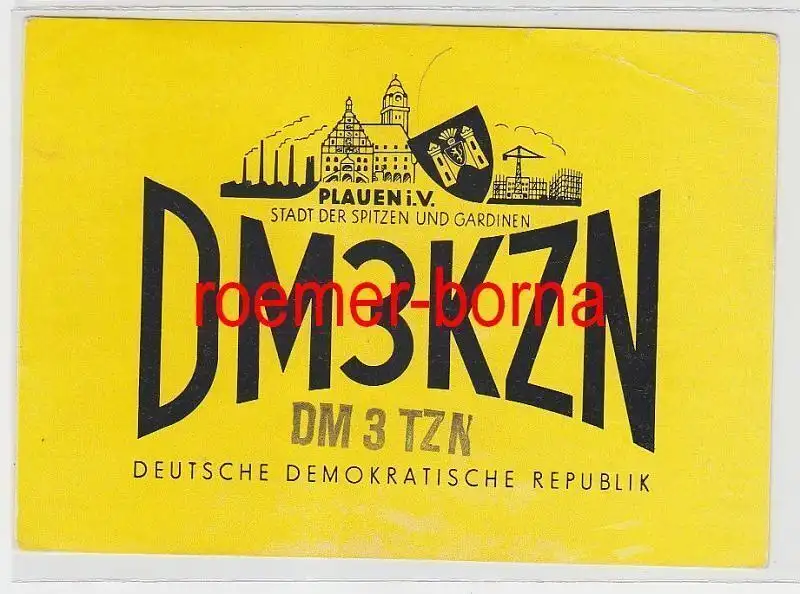 PLAUEN i.V.
STADT DER SPITZEN UND GARDINEN
DM3KZN
roemer-borna
DM 3 TZN
DEUTSCHE DEMOKRATISCHE REPUBLIK